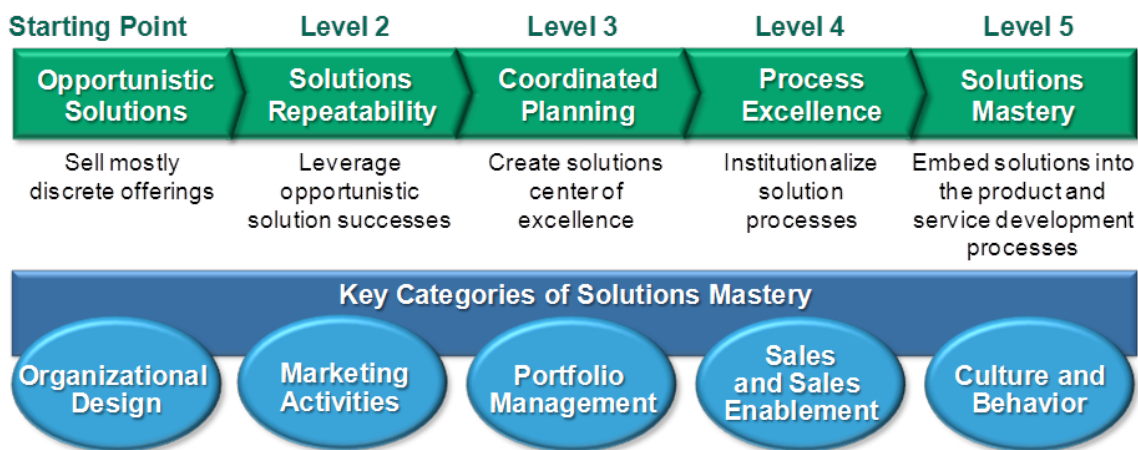 Starting Point
Level 2
Level 3
Level 4
Level 5
Opportunistic
Solutions
Solutions
Repeatability
Coordinated
Planning
Process
Excellence
Solutions
Mastery
Sell mostly
discrete offerings
Leverage
opportunistic
solution successes
Create solutions
center of
excellence
Institutionalize
solution
processes
Embed solutions into
the product and
service development
processes
Key Categories of Solutions Mastery
Organizational
Design
Marketing
Activities
Portfolio
Management
Sales
and Sales
Enablement
Culture and
Behavior